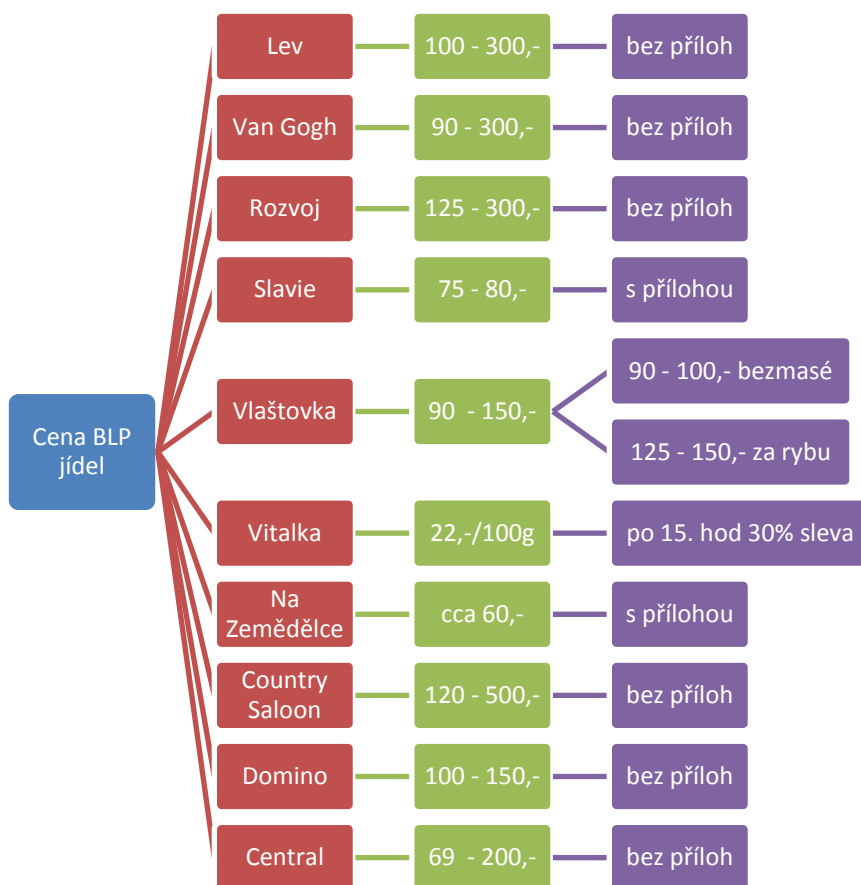 Cena BLP
jídel
Lev
100 - 300,-
bez příloh
Van Gogh
90 - 300,-
bez příloh
Rozvoj
125 - 300,-
bez příloh
Slavie
75 - 80,-
s přílohou
Vlaštovka
90 - 150,-
90 - 100,- bezmasé
125 - 150,- za rybu
Vitalka
22,-/100g
po 15. hod 30% sleva
Na
Zemědělce
cca 60,-
s přílohou
Country
Saloon
120 - 500,-
bez příloh
Domino
100 - 150,-
bez příloh
Central
69 - 200,-
bez příloh